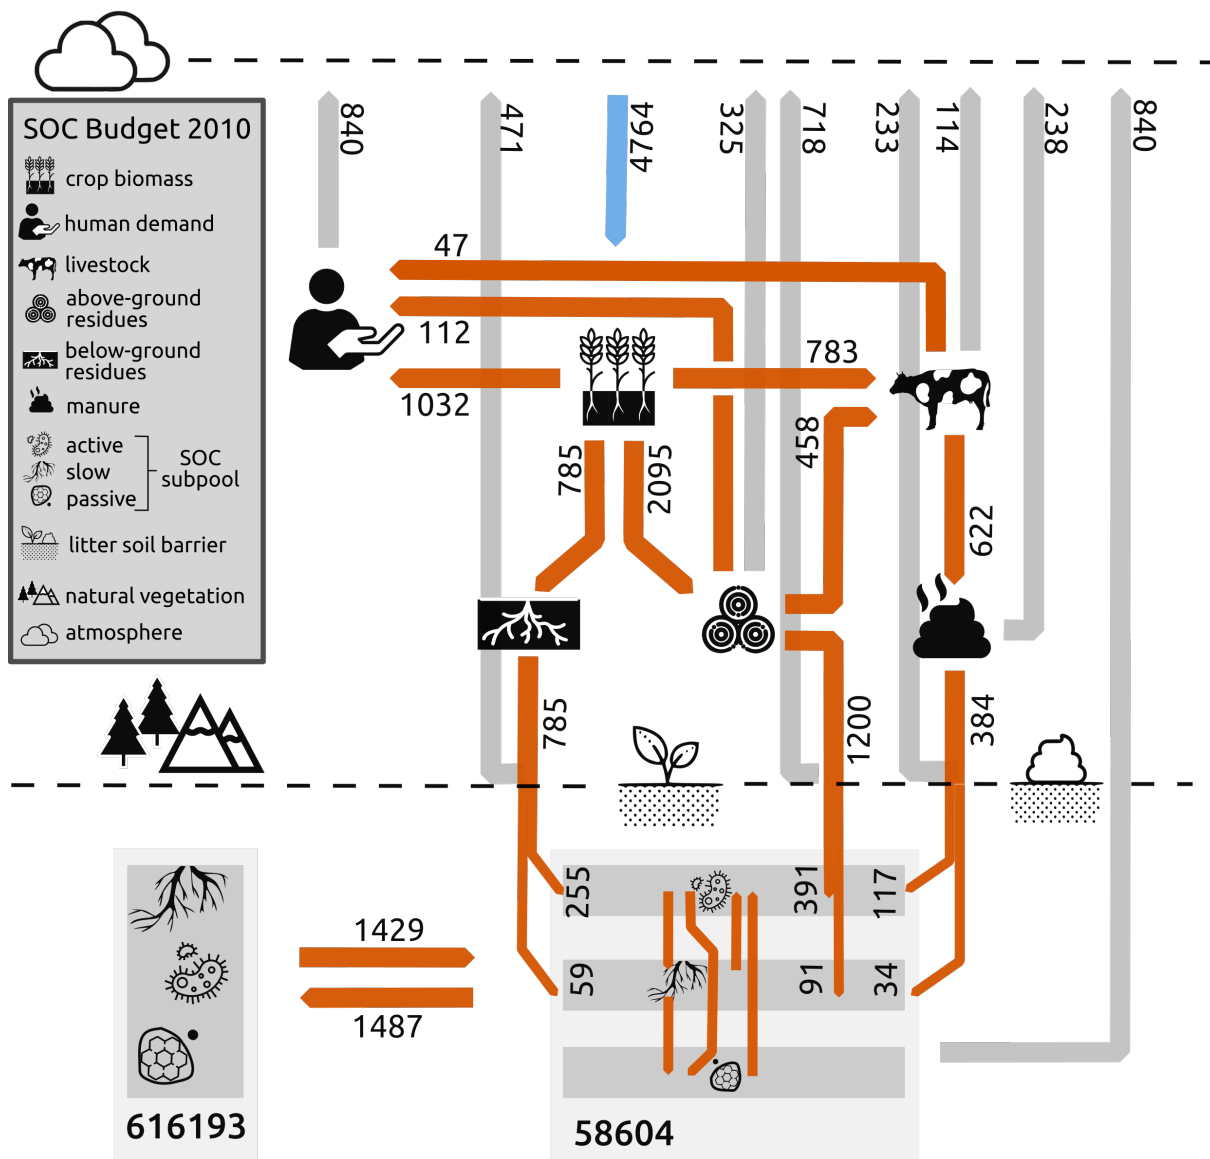 SOC Budget 2010
crop biomass
human demand
livestock
above-ground
residues
below-ground
residues
manure
active
slow
passive
SOC
subpool
litter soil barrier
natural vegetation
atmosphere
840
471
4794
325
718
233
114
238
840
47
112
1032
783
458
785
2095
622
785
1200
384
255
391
117
59
91
34
1429
1487
616193
58604